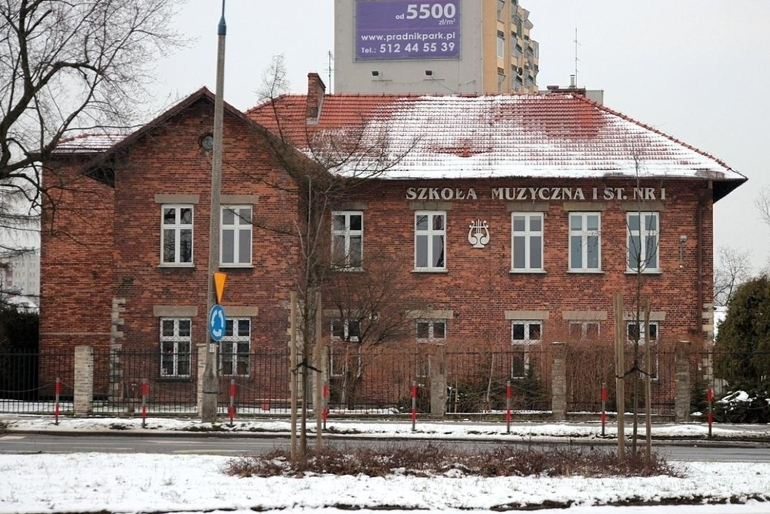 od 5500
zł/m²
www.pradnikpark.pl
Tel.: 512 44 55 39
SZKOŁA MUZYCZNA I ST. NR 1